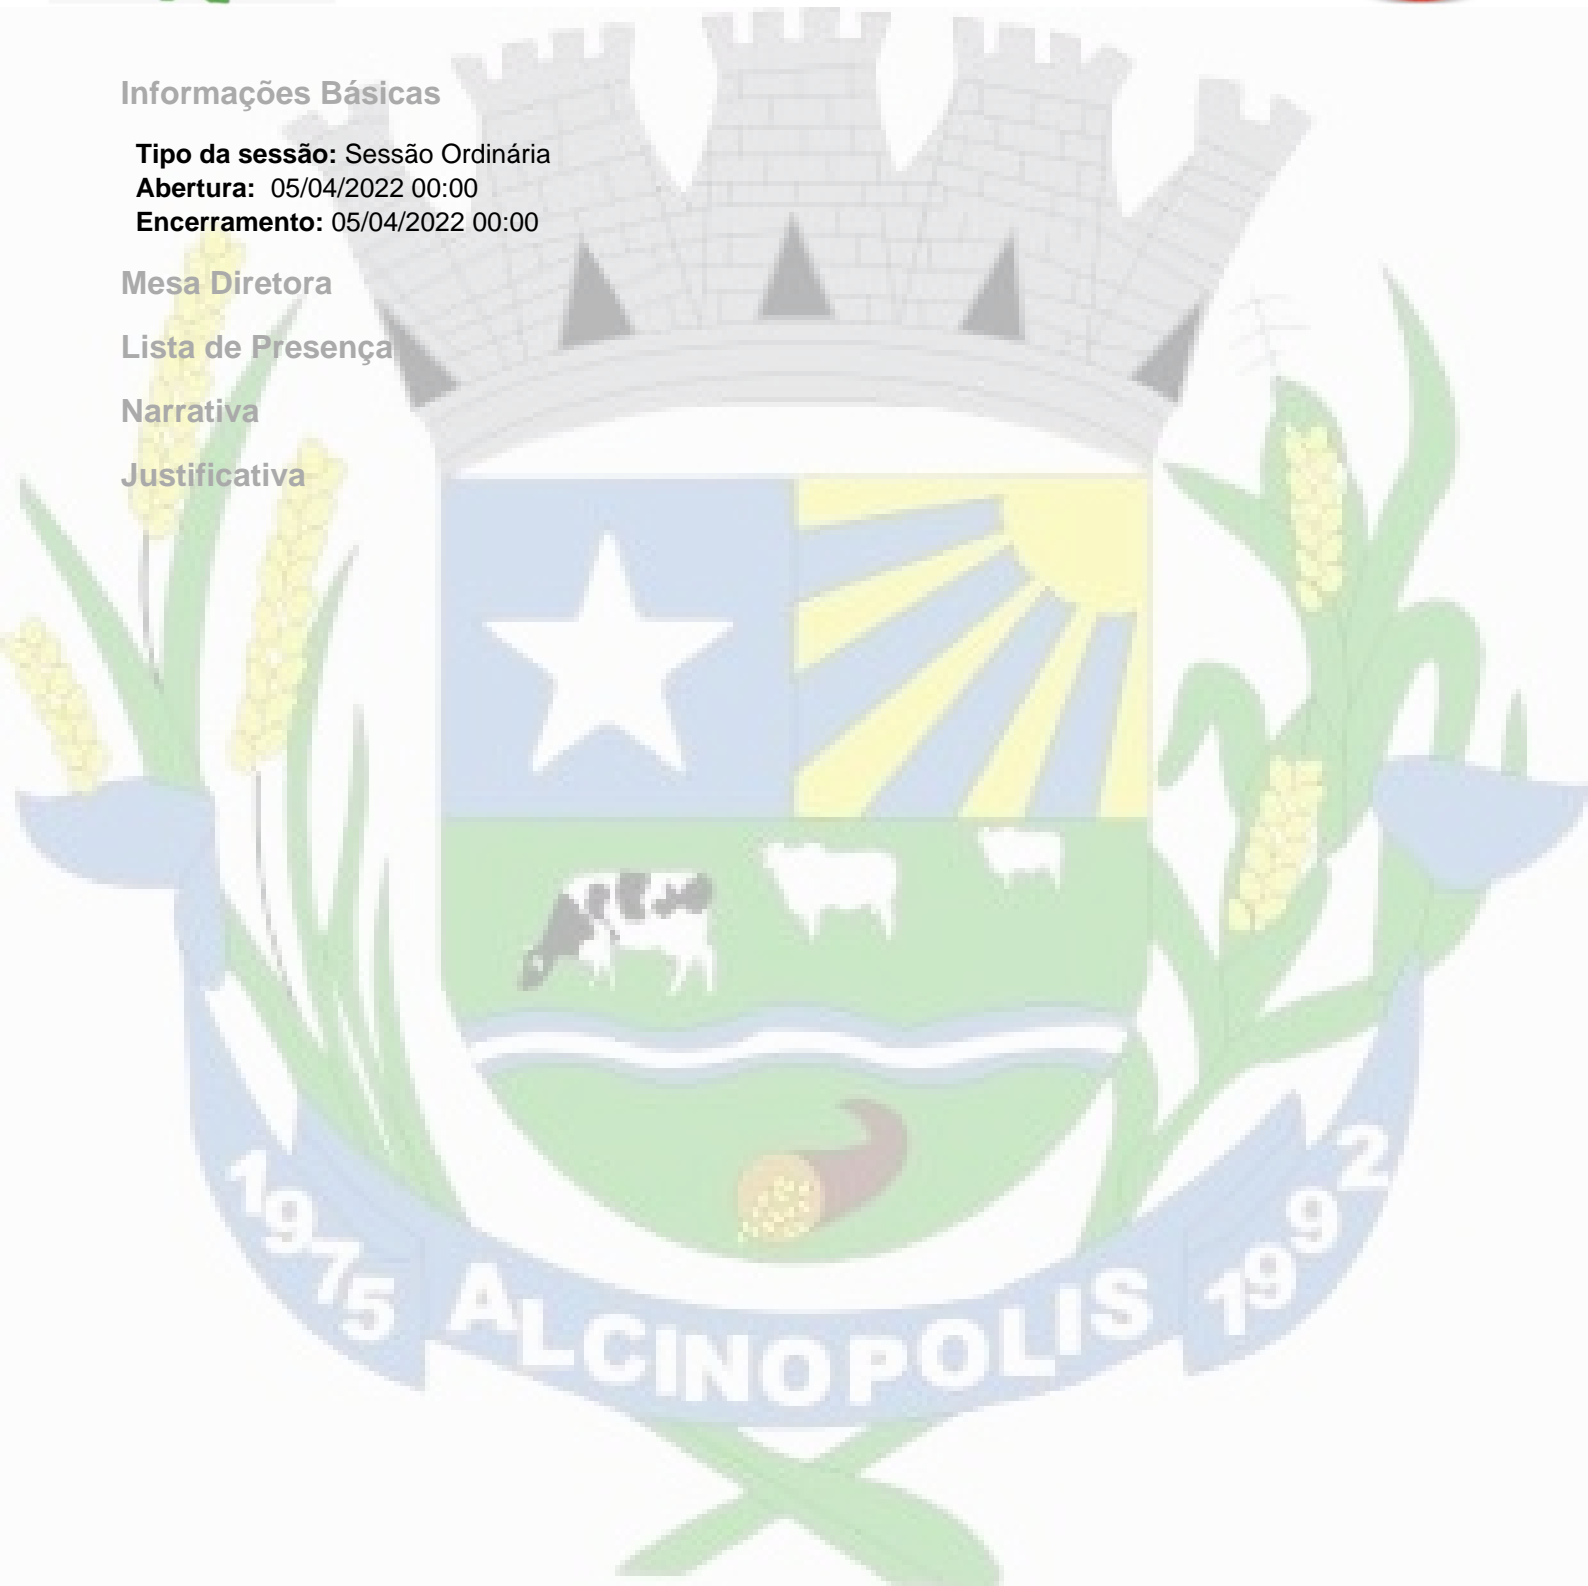 Informações Básicas
Tipo da sessão: Sessão Ordinária
Abertura: 05/04/2022 00:00
Encerramento: 05/04/2022 00:00
Mesa Diretora
Lista de Presença
Narrativa
Justificativa
1975 ALCINOPOLIS 1992